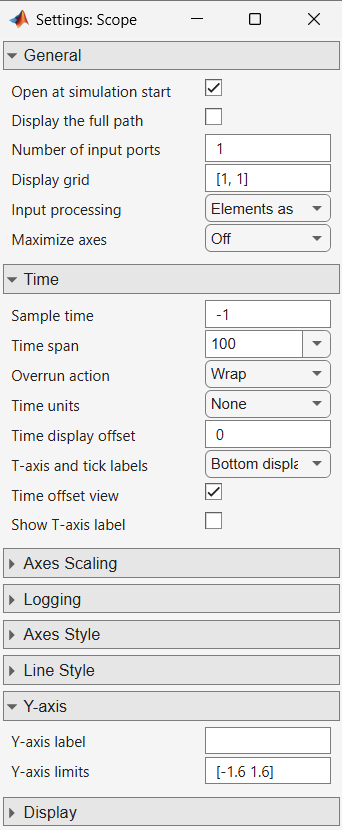 Settings: Scope
General
Open at simulation start
Display the full path
Number of input ports 1
Display grid [1, 1]
Input processing Elements as
Maximize axes Off
Time
Sample time -1
Time span 100
Overrun action Wrap
Time units None
Time display offset 0
T-axis and tick labels Bottom displa
Time offset view
Show T-axis label
Axes Scaling
Logging
Axes Style
Line Style
Y-axis
Y-axis label
Y-axis limits [-1.6 1.6]
Display